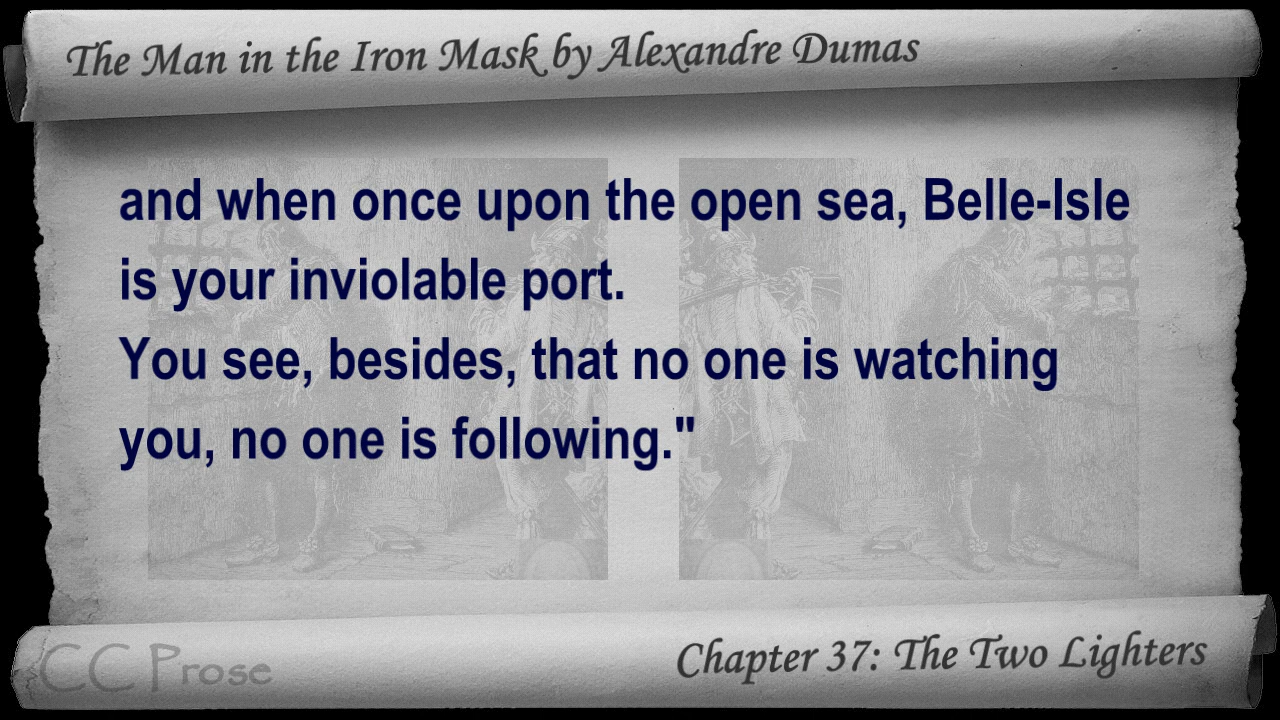 The Man in the Iron Mask by Alexandre Dumas
and when once upon the open sea, Belle-Isle
is your inviolable port.
You see, besides, that no one is watching
you, no one is following."
CC Prose
Chapter 37: The Two Lighters